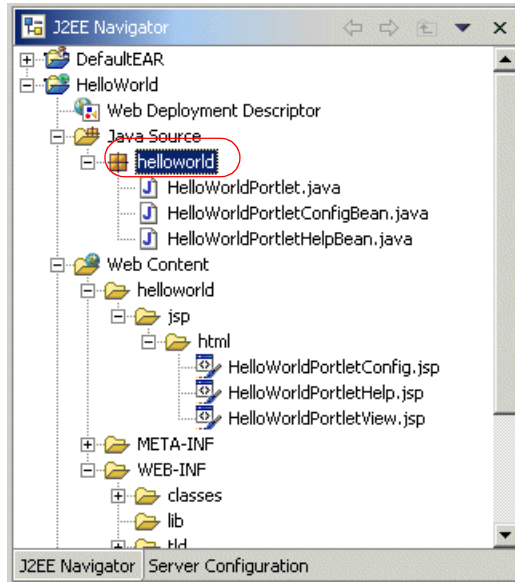 J2EE Navigator
DefaultEAR
HelloWorld
Web Deployment Descriptor
Java Source
helloworld
HelloWorldPortlet.java
HelloWorldPortletConfigBean.java
HelloWorldPortletHelpBean.java
Web Content
helloworld
jsp
html
HelloWorldPortletConfig.jsp
HelloWorldPortletHelp.jsp
HelloWorldPortletView.jsp
META-INF
WEB-INF
classes
lib
tld
J2EE Navigator Server Configuration